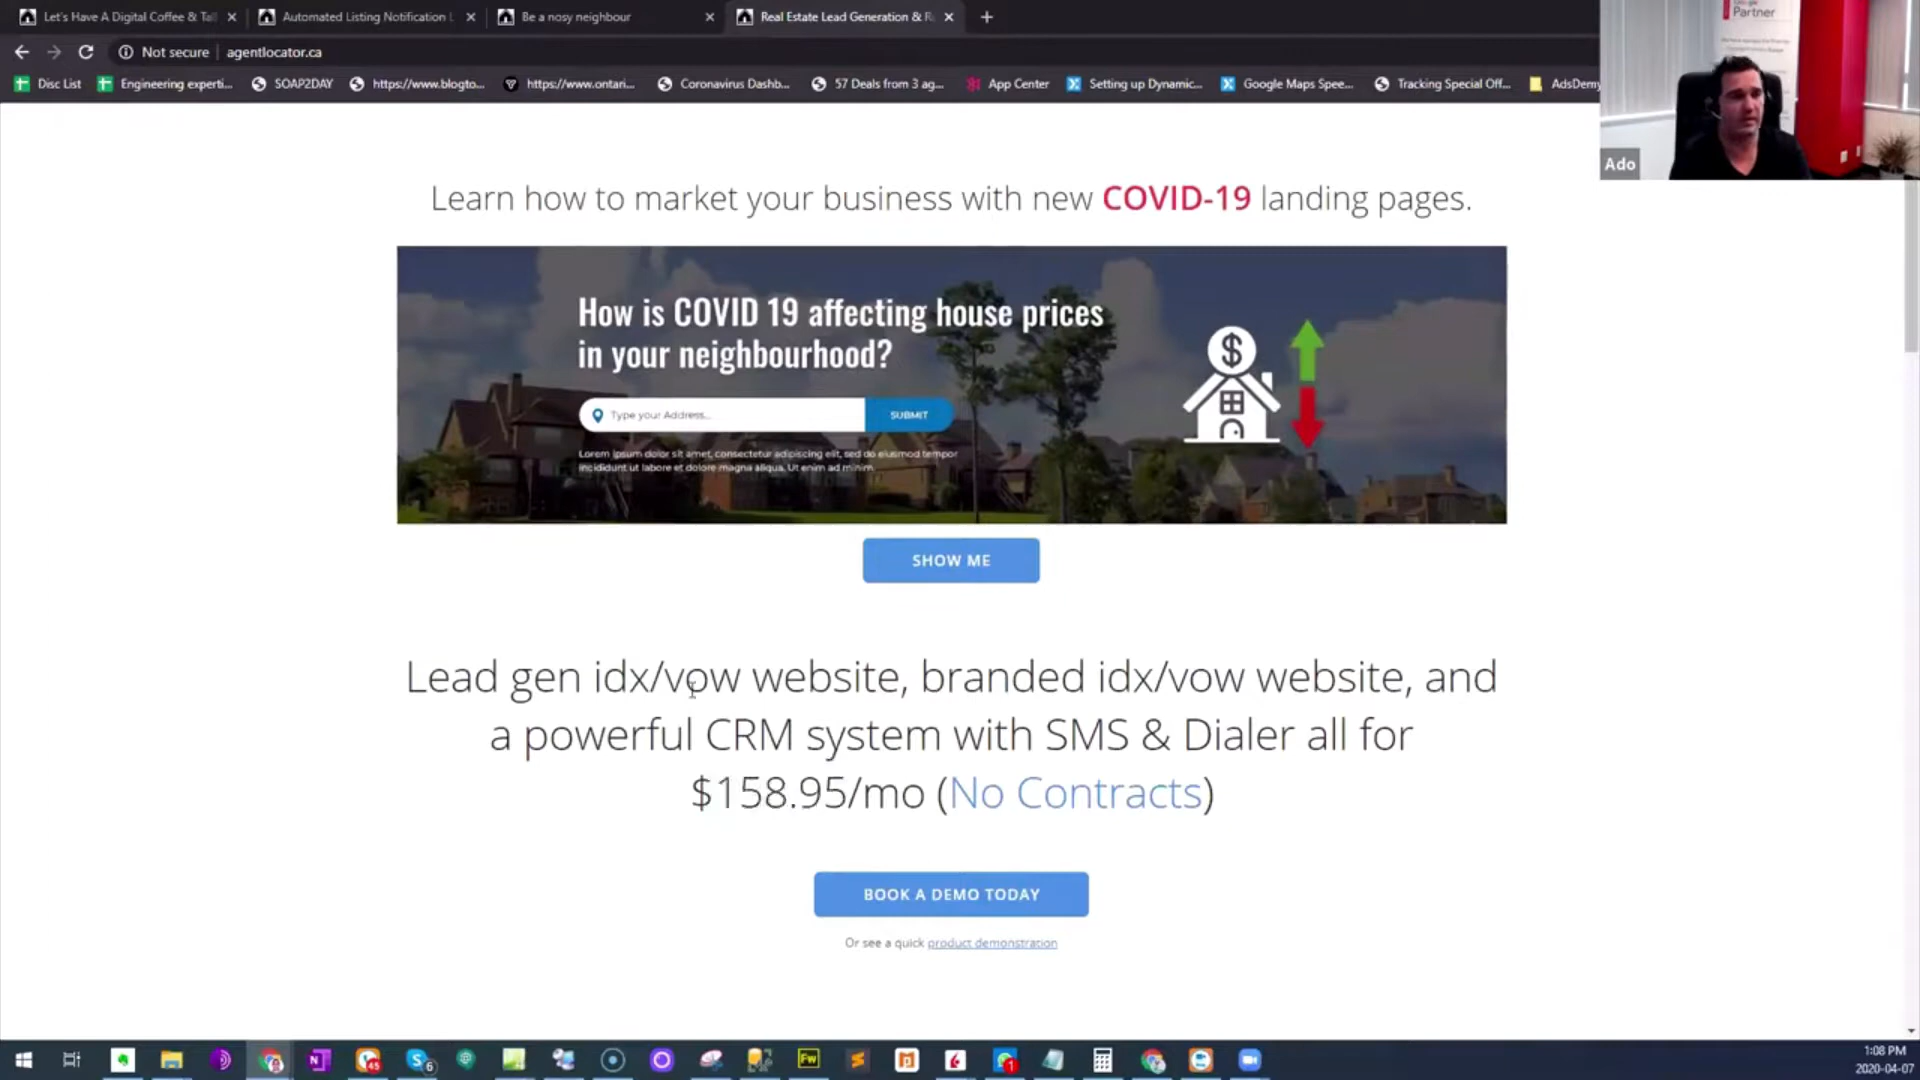 Let's Have A Digital Coffee & Tal
Automated Listing Notification L
Be a nosy neighbour
Real Estate Lead Generation & R
Not secure
agentlocator.ca
Disc List
Engineering experti...
SOAP2DAY
https://www.blogto...
https://www.ontari...
Coronavirus Dashb...
57 Deals from 3 ag...
App Center
Setting up Dynamic...
Google Maps Spee...
Tracking Special Off...
AdsDemy
Partner
Ado
Learn how to market your business with new COVID-19 landing pages.
How is COVID 19 affecting house prices
in your neighbourhood?
Type your Address...
SUBMIT
Lorem ipsum dolor sit amet, consectetur adipiscing elit, sed do eiusmod tempor
incididunt ut labore et dolore magna aliqua. Ut enim ad minim.
SHOW ME
Lead gen idx/vow website, branded idx/vow website, and
a powerful CRM system with SMS & Dialer all for
$158.95/mo (No Contracts)
BOOK A DEMO TODAY
Or see a quick product demonstration
N
45
S
6
Fw
1
1:08 PM
2020-04-07